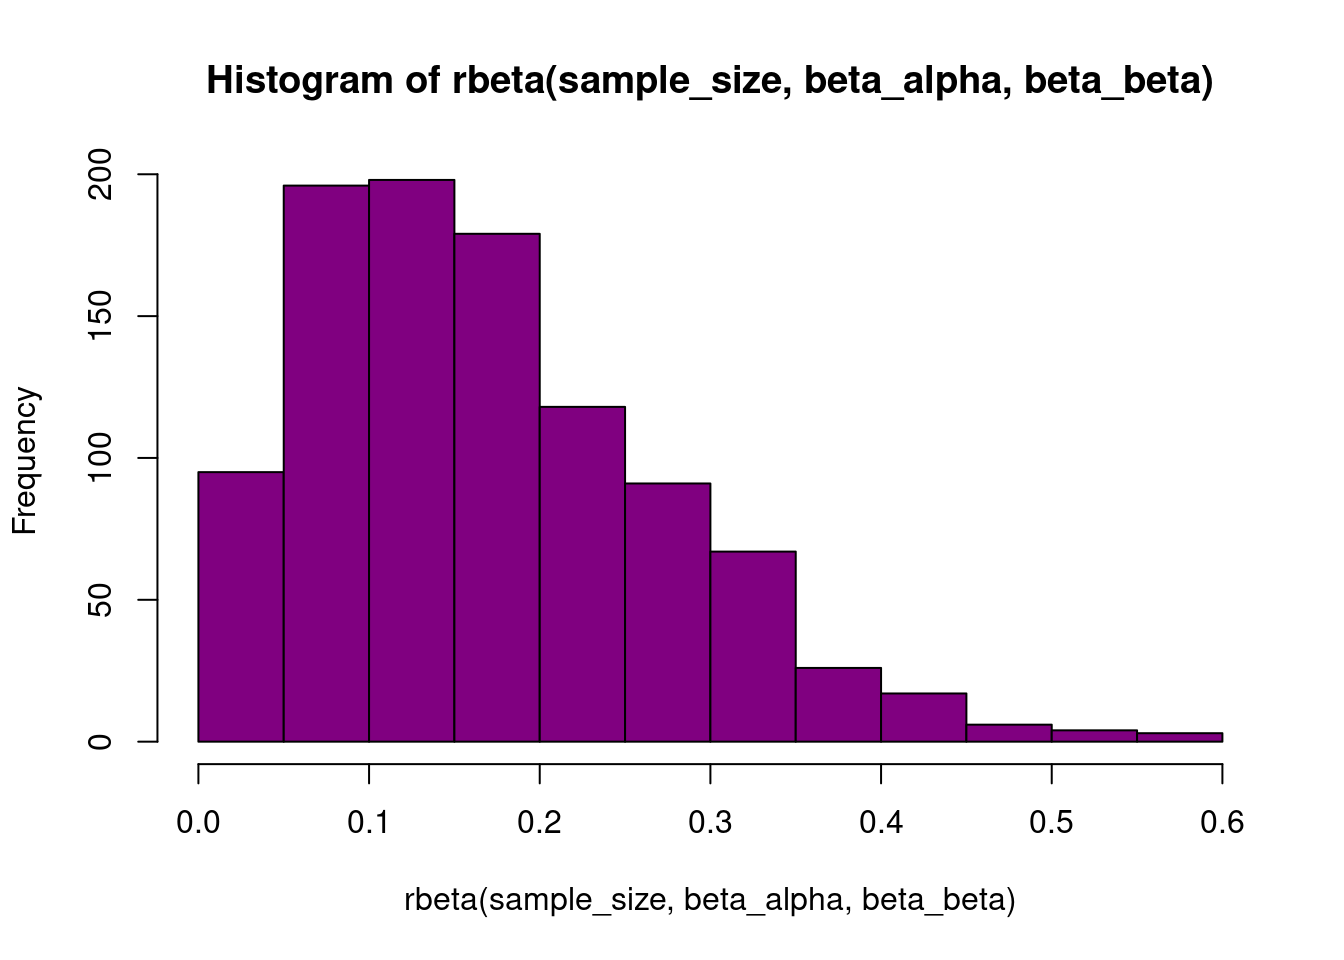 Histogram of rbeta(sample_size, beta_alpha, beta_beta)
200
150
100
50
0
Frequency
0.0 0.1 0.2 0.3 0.4 0.5 0.6
rbeta(sample_size, beta_alpha, beta_beta)